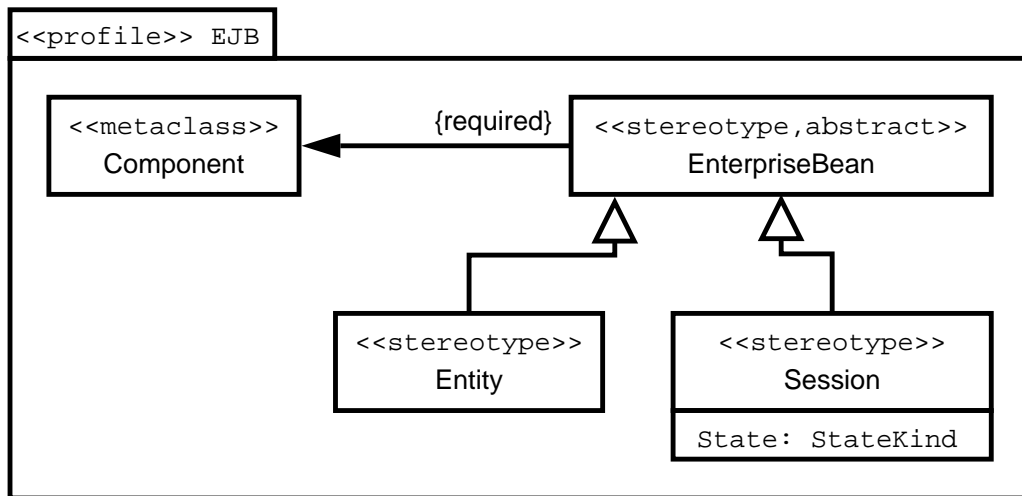 <<profile>> EJB
<<metaclass>>
Component
{required}
<<stereotype,abstract>>
EnterpriseBean
<<stereotype>>
Entity
<<stereotype>>
Session
State: StateKind